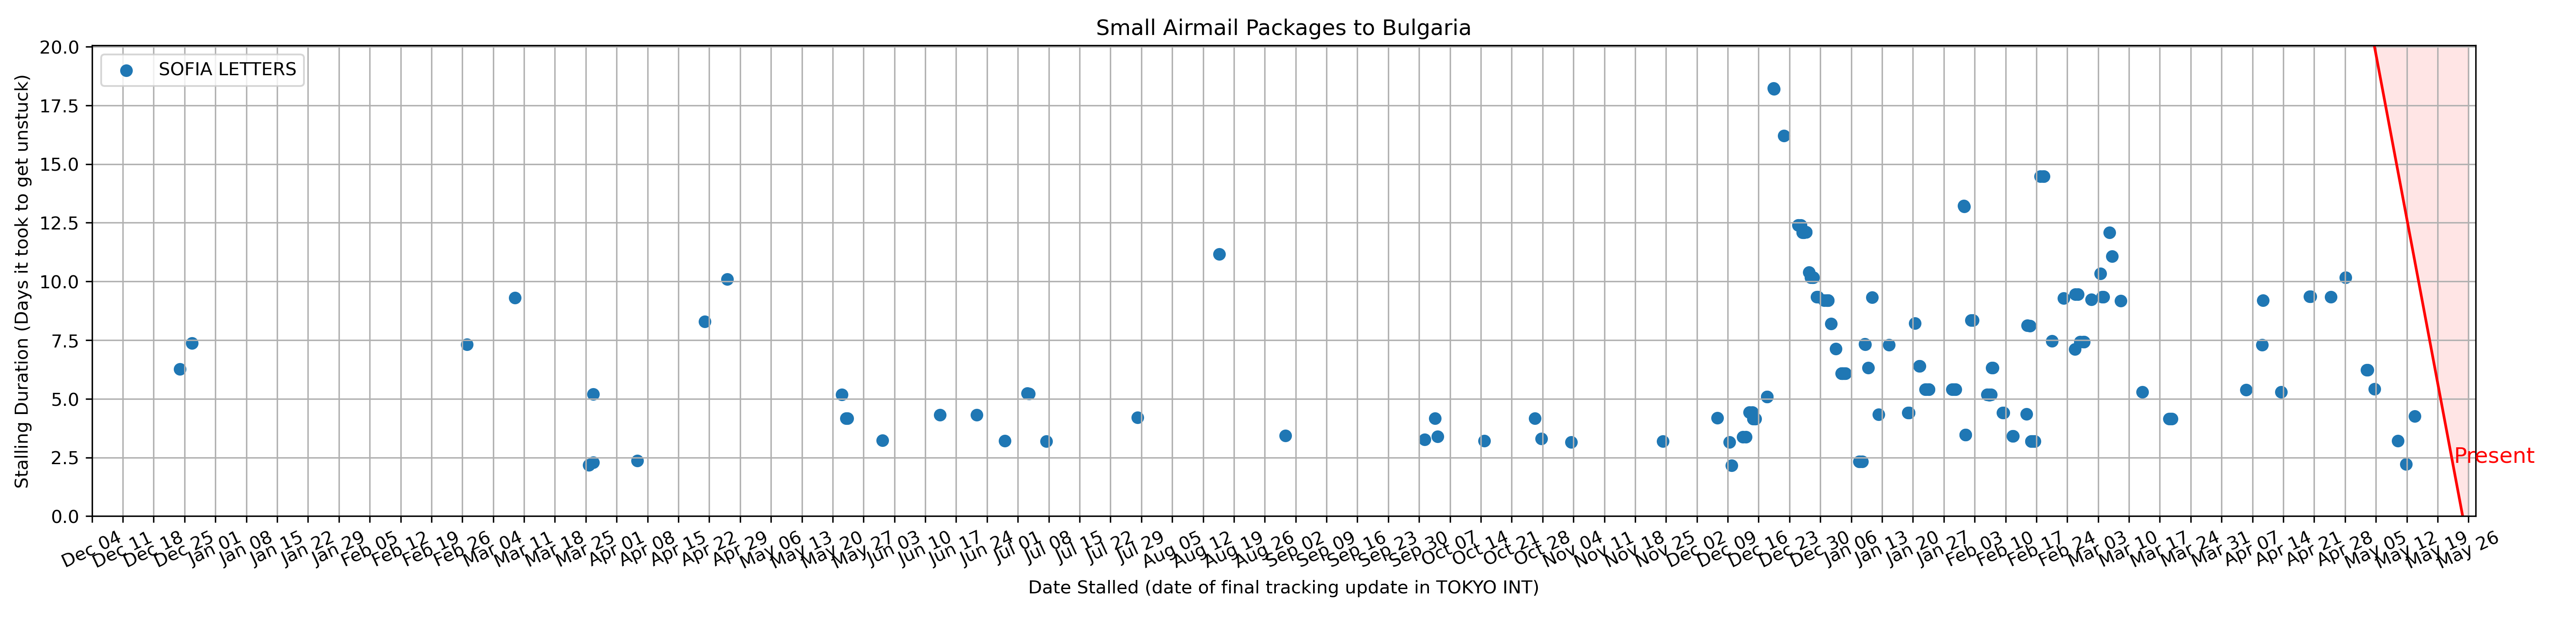 Small Airmail Packages to Bulgaria
SOFIA LETTERS
Stalling Duration (Days it took to get unstuck)
20.0
17.5
15.0
12.5
10.0
7.5
5.0
2.5
0.0
Present
Dec 04
Dec 11
Dec 18
Dec 25
Jan 01
Jan 08
Jan 15
Jan 22
Jan 29
Feb 05
Feb 12
Feb 19
Feb 26
Mar 04
Mar 11
Mar 18
Mar 25
Apr 01
Apr 08
Apr 15
Apr 22
Apr 29
May 06
May 13
May 20
May 27
Jun 03
Jun 10
Jun 17
Jun 24
Jul 01
Jul 08
Jul 15
Jul 22
Jul 29
Aug 05
Aug 12
Aug 19
Aug 26
Sep 02
Sep 09
Sep 16
Sep 23
Sep 30
Oct 07
Oct 14
Oct 21
Oct 28
Nov 04
Nov 11
Nov 18
Nov 25
Dec 02
Dec 09
Dec 16
Dec 23
Dec 30
Jan 06
Jan 13
Jan 20
Jan 27
Feb 03
Feb 10
Feb 17
Feb 24
Mar 03
Mar 10
Mar 17
Mar 24
Mar 31
Apr 07
Apr 14
Apr 21
Apr 28
May 05
May 12
May 19
May 26
Date Stalled (date of final tracking update in TOKYO INT)